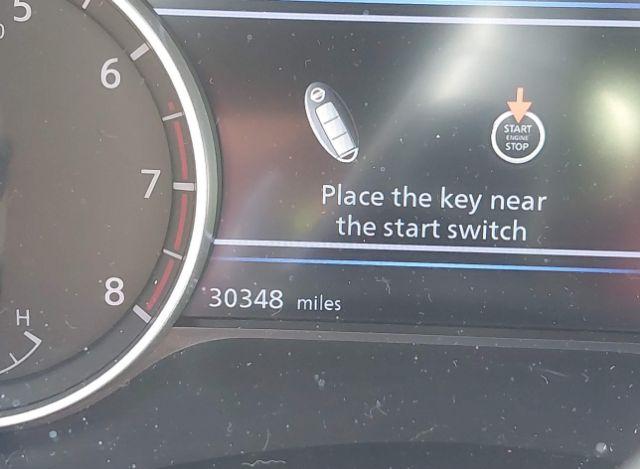 5
6
7
8
H
START
ENGINE
STOP
Place the key near
the start switch
30348 miles